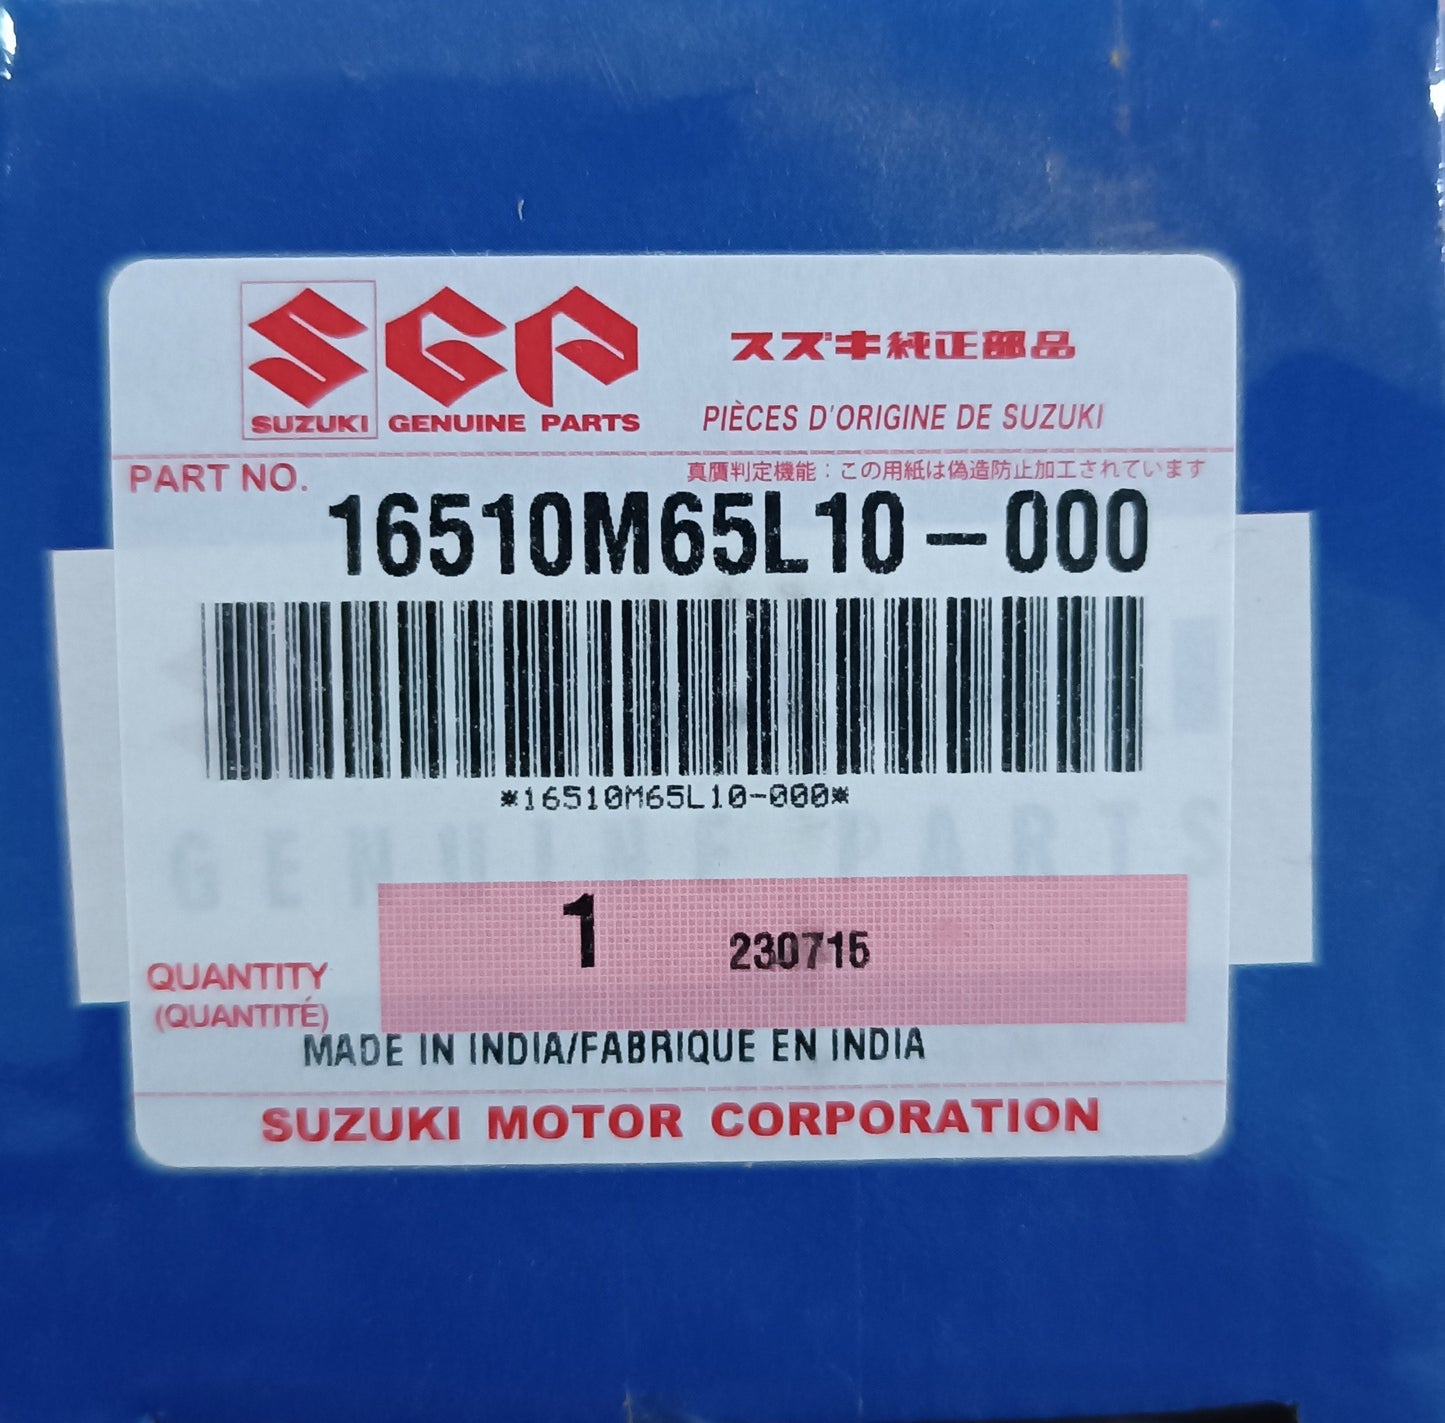 SGP
スズキ純正部品
SUZUKI GENUINE PARTS
PIÈCES D'ORIGINE DE SUZUKI
PART NO.
真贋判定機能：この用紙は偽造防止加工されています
16510M65L10-000
*16510M65L10-000*
GENUINE PARTS
1 230715
QUANTITY
(QUANTITÉ)
MADE IN INDIA/FABRIQUE EN INDIA
SUZUKI MOTOR CORPORATION